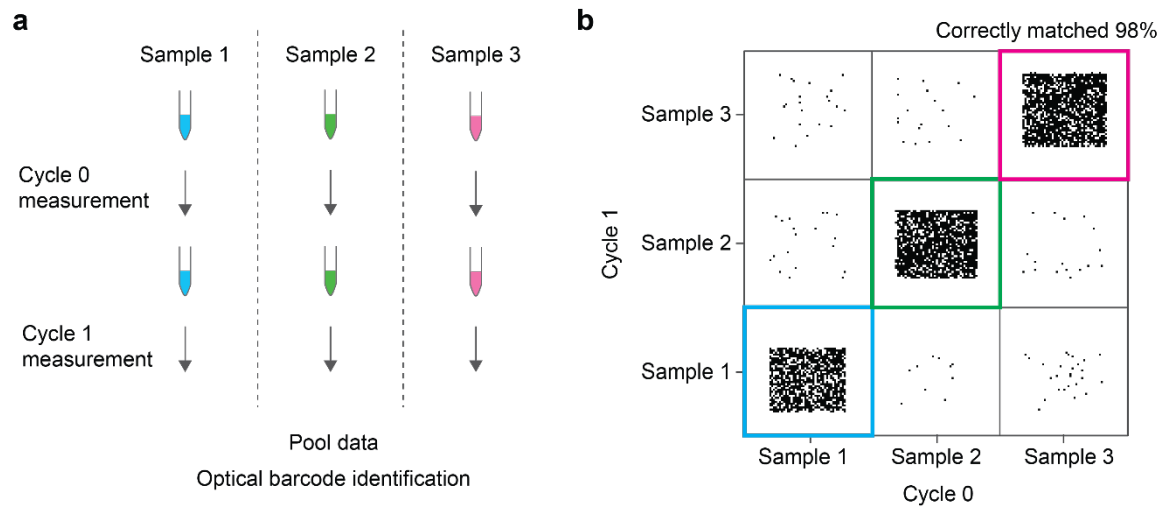 a
Sample 1
Sample 2
Sample 3
Cycle 0
measurement
Cycle 1
measurement
Pool data
Optical barcode identification
b
Correctly matched 98%
Sample 3
Sample 2
Sample 1
Cycle 1
Sample 1
Sample 2
Sample 3
Cycle 0